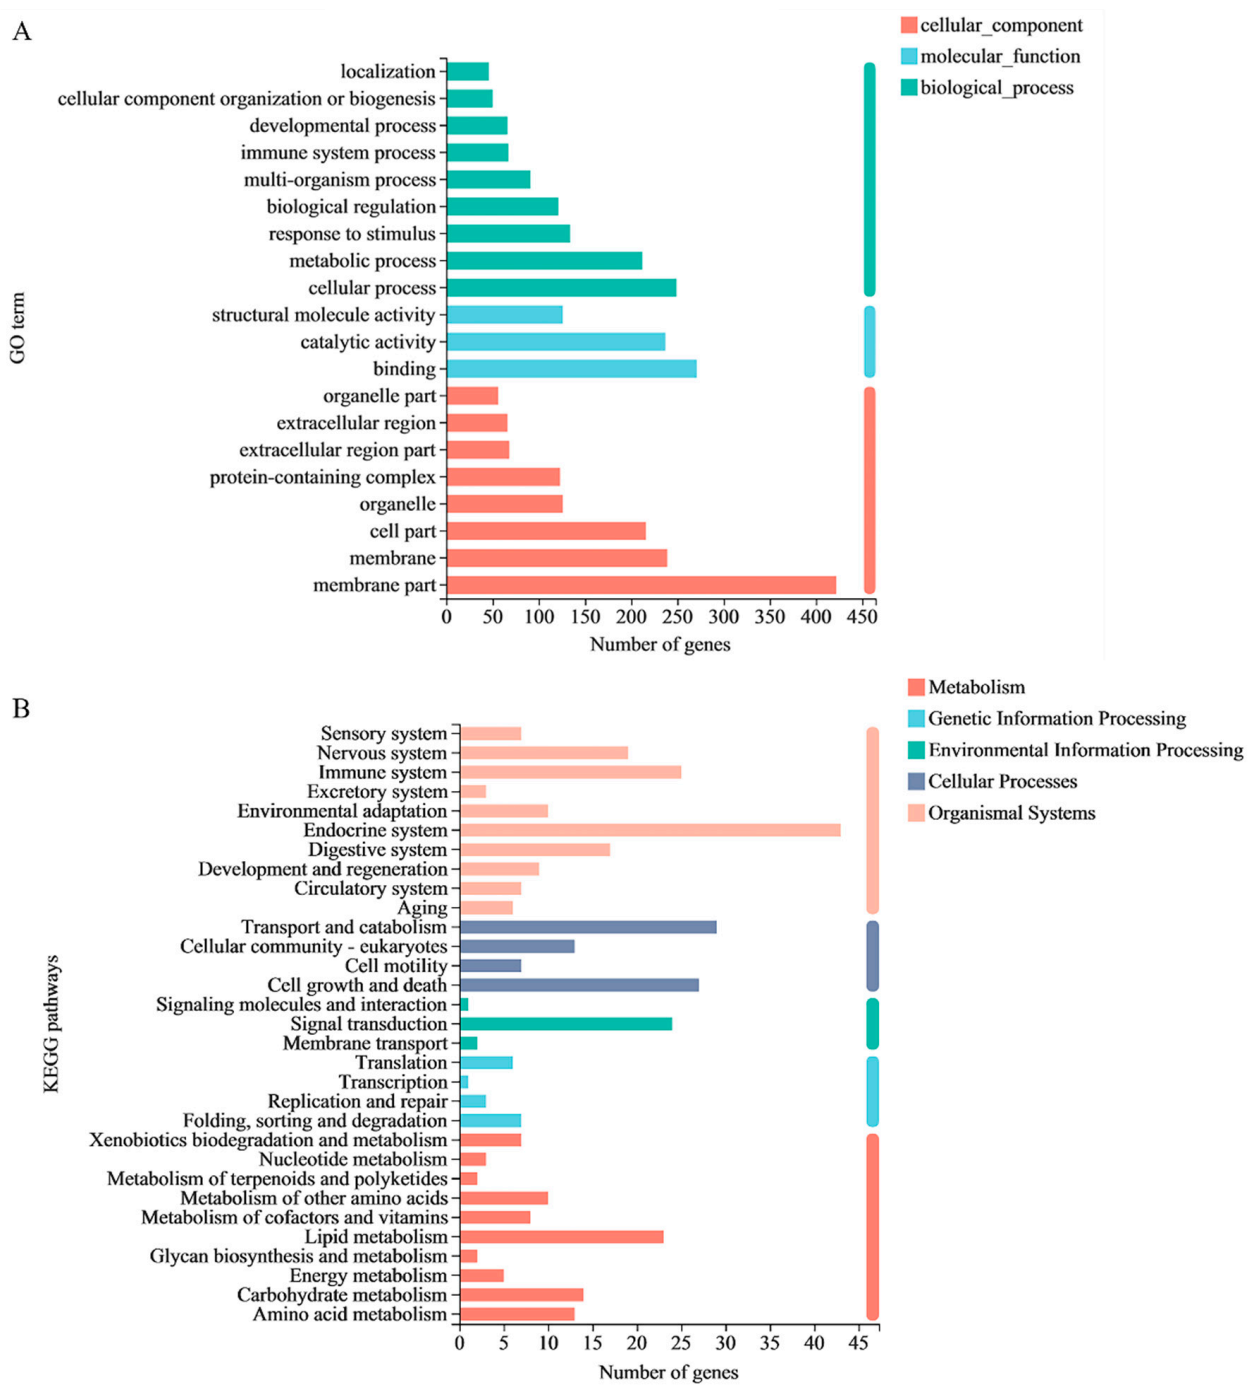 A
cellular_component
molecular_function
biological_process
localization
cellular component organization or biogenesis
developmental process
immune system process
multi-organism process
biological regulation
response to stimulus
metabolic process
cellular process
structural molecule activity
catalytic activity
binding
organelle part
extracellular region
extracellular region part
protein-containing complex
organelle
cell part
membrane
membrane part
GO term
0 50 100 150 200 250 300 350 400 450
Number of genes
B
Metabolism
Genetic Information Processing
Environmental Information Processing
Cellular Processes
Organismal Systems
Sensory system
Nervous system
Immune system
Excretory system
Environmental adaptation
Endocrine system
Digestive system
Development and regeneration
Circulatory system
Aging
Transport and catabolism
Cellular community - eukaryotes
Cell motility
Cell growth and death
Signaling molecules and interaction
Signal transduction
Membrane transport
Translation
Transcription
Replication and repair
Folding, sorting and degradation
Xenobiotics biodegradation and metabolism
Nucleotide metabolism
Metabolism of terpenoids and polyketides
Metabolism of other amino acids
Metabolism of cofactors and vitamins
Lipid metabolism
Glycan biosynthesis and metabolism
Energy metabolism
Carbohydrate metabolism
Amino acid metabolism
KEGG pathways
0 5 10 15 20 25 30 35 40 45
Number of genes